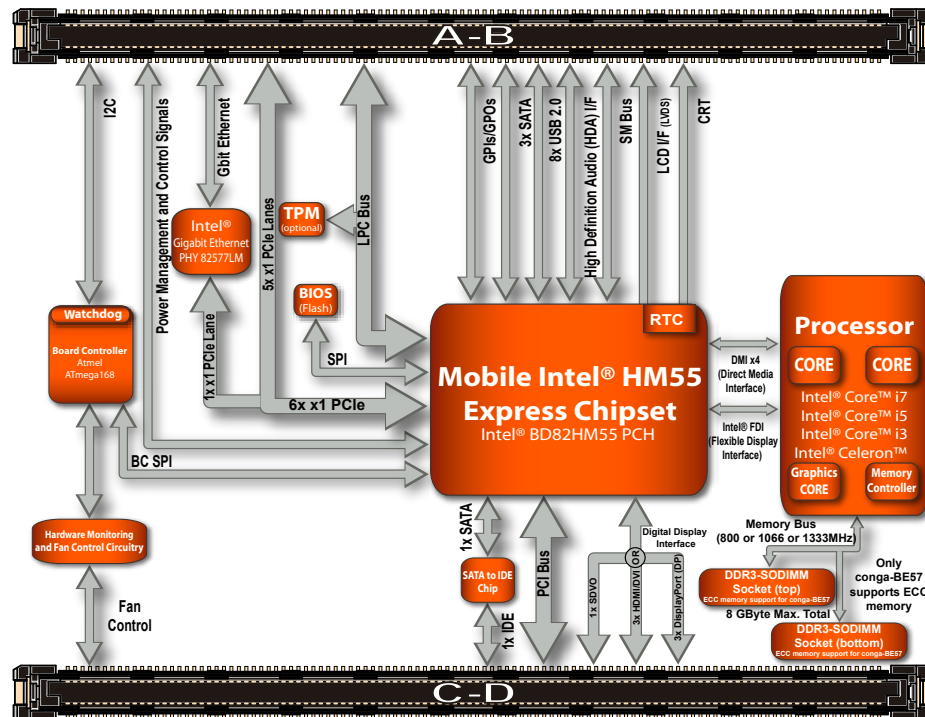 A-B
I2C
Power Management and Control Signals
Gbit Ethernet
5x x1 PCIe Lanes
LPC Bus
GPIs/GPOs
3x SATA
8x USB 2.0
High Definition Audio (HDA) I/F
SM Bus
LCD I/F (LVDS)
CRT
Intel®
Gigabit Ethernet
PHY 82577LM
TPM
(optional)
BIOS
(Flash)
SPI
1x x1 PCIe Lane
6x x1 PCIe
Watchdog
Board Controller
Atmel
ATmega168
BC SPI
RTC
Mobile Intel® HM55
Express Chipset
Intel® BD82HM55 PCH
DMI x4
(Direct Media
Interface)
Intel® FDI
(Flexible Display
Interface)
Processor
CORE
CORE
Intel® Core™ i7
Intel® Core™ i5
Intel® Core™ i3
Intel® Celeron™
Graphics
CORE
Memory
Controller
Hardware Monitoring
and Fan Control Circuitry
Fan
Control
1x SATA
SATA to IDE
Chip
1x IDE
PCI Bus
Digital Display
Interface
OR
1x SDVO
3x HDMI/DVI
3x DisplayPort (DP)
Memory Bus
(800 or 1066 or 1333MHz)
DDR3-SODIMM
Socket (top)
ECC memory support for conga-BE57
8 GByte Max. Total
Only
conga-BE57
supports ECC
memory
DDR3-SODIMM
Socket (bottom)
ECC memory support for conga-BE57
C-D